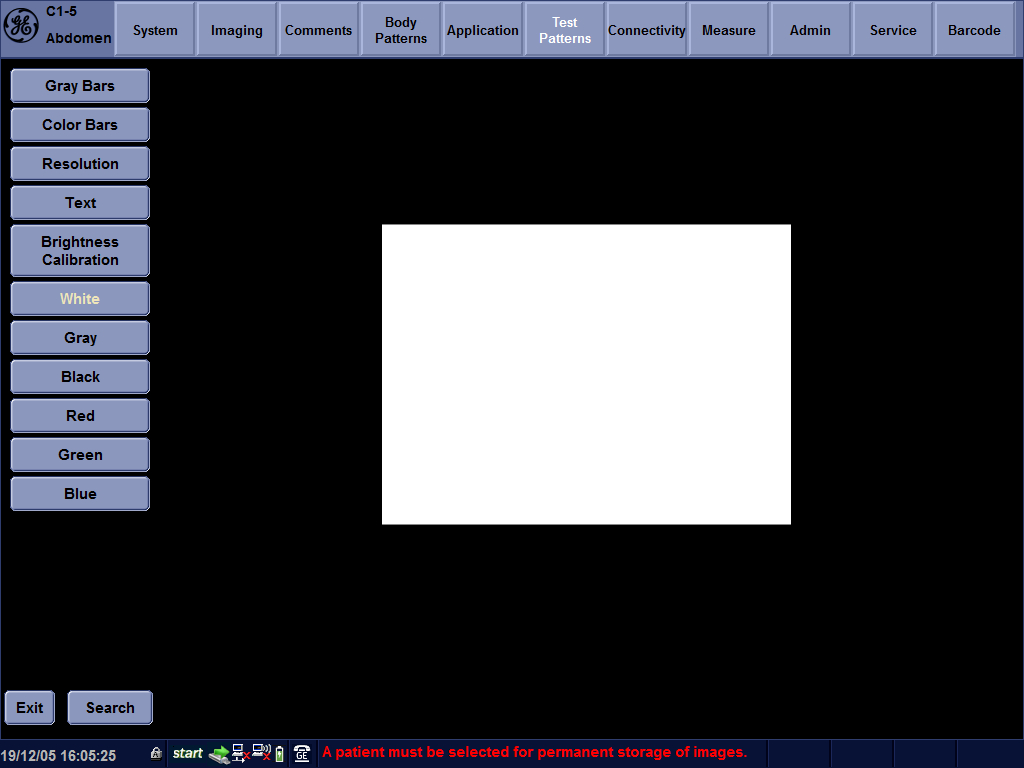 C1-5
Abdomen
System
Imaging
Comments
Body
Patterns
Application
Test
Patterns
Connectivity
Measure
Admin
Service
Barcode
Gray Bars
Color Bars
Resolution
Text
Brightness
Calibration
White
Gray
Black
Red
Green
Blue
Exit
Search
19/12/05 16:05:25
start
GE
A patient must be selected for permanent storage of images.